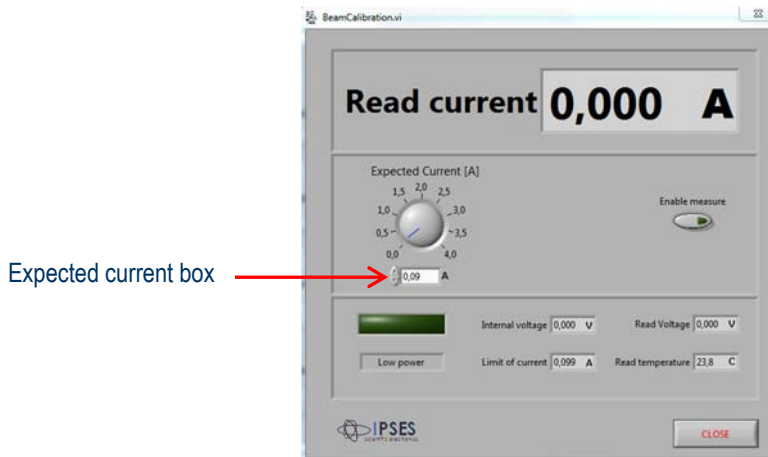 BeamCalibration.vi
Read current 0,000 A
Expected Current [A]
0,0 0,5 1,0 1,5 2,0 2,5 3,0 3,5 4,0
Enable measure
Expected current box
0,09 A
Internal voltage 0,000 V
Read Voltage 0,000 V
Low power
Limit of current 0,099 A
Read temperature 23,8 C
IPSES
CLOSE